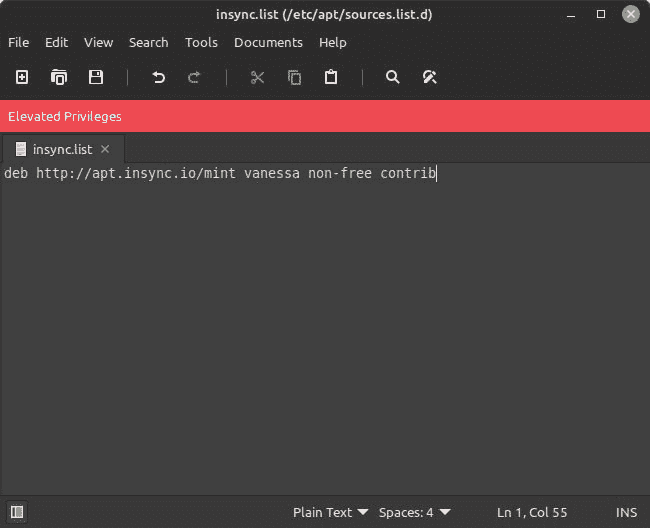 insync.list (/etc/apt/sources.list.d)
File Edit View Search Tools Documents Help
Elevated Privileges
insync.list
deb http://apt.insync.io/mint vanessa non-free contrib
Plain Text Spaces: 4 Ln 1, Col 55 INS